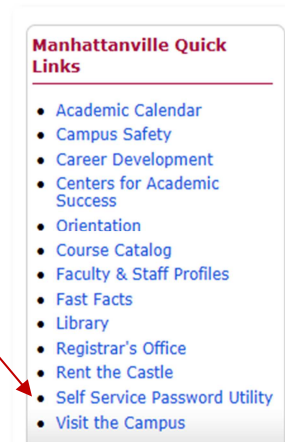 Manhattanville Quick
Links
• Academic Calendar
• Campus Safety
• Career Development
• Centers for Academic
Success
• Orientation
• Course Catalog
• Faculty & Staff Profiles
• Fast Facts
• Library
• Registrar's Office
• Rent the Castle
• Self Service Password Utility
• Visit the Campus